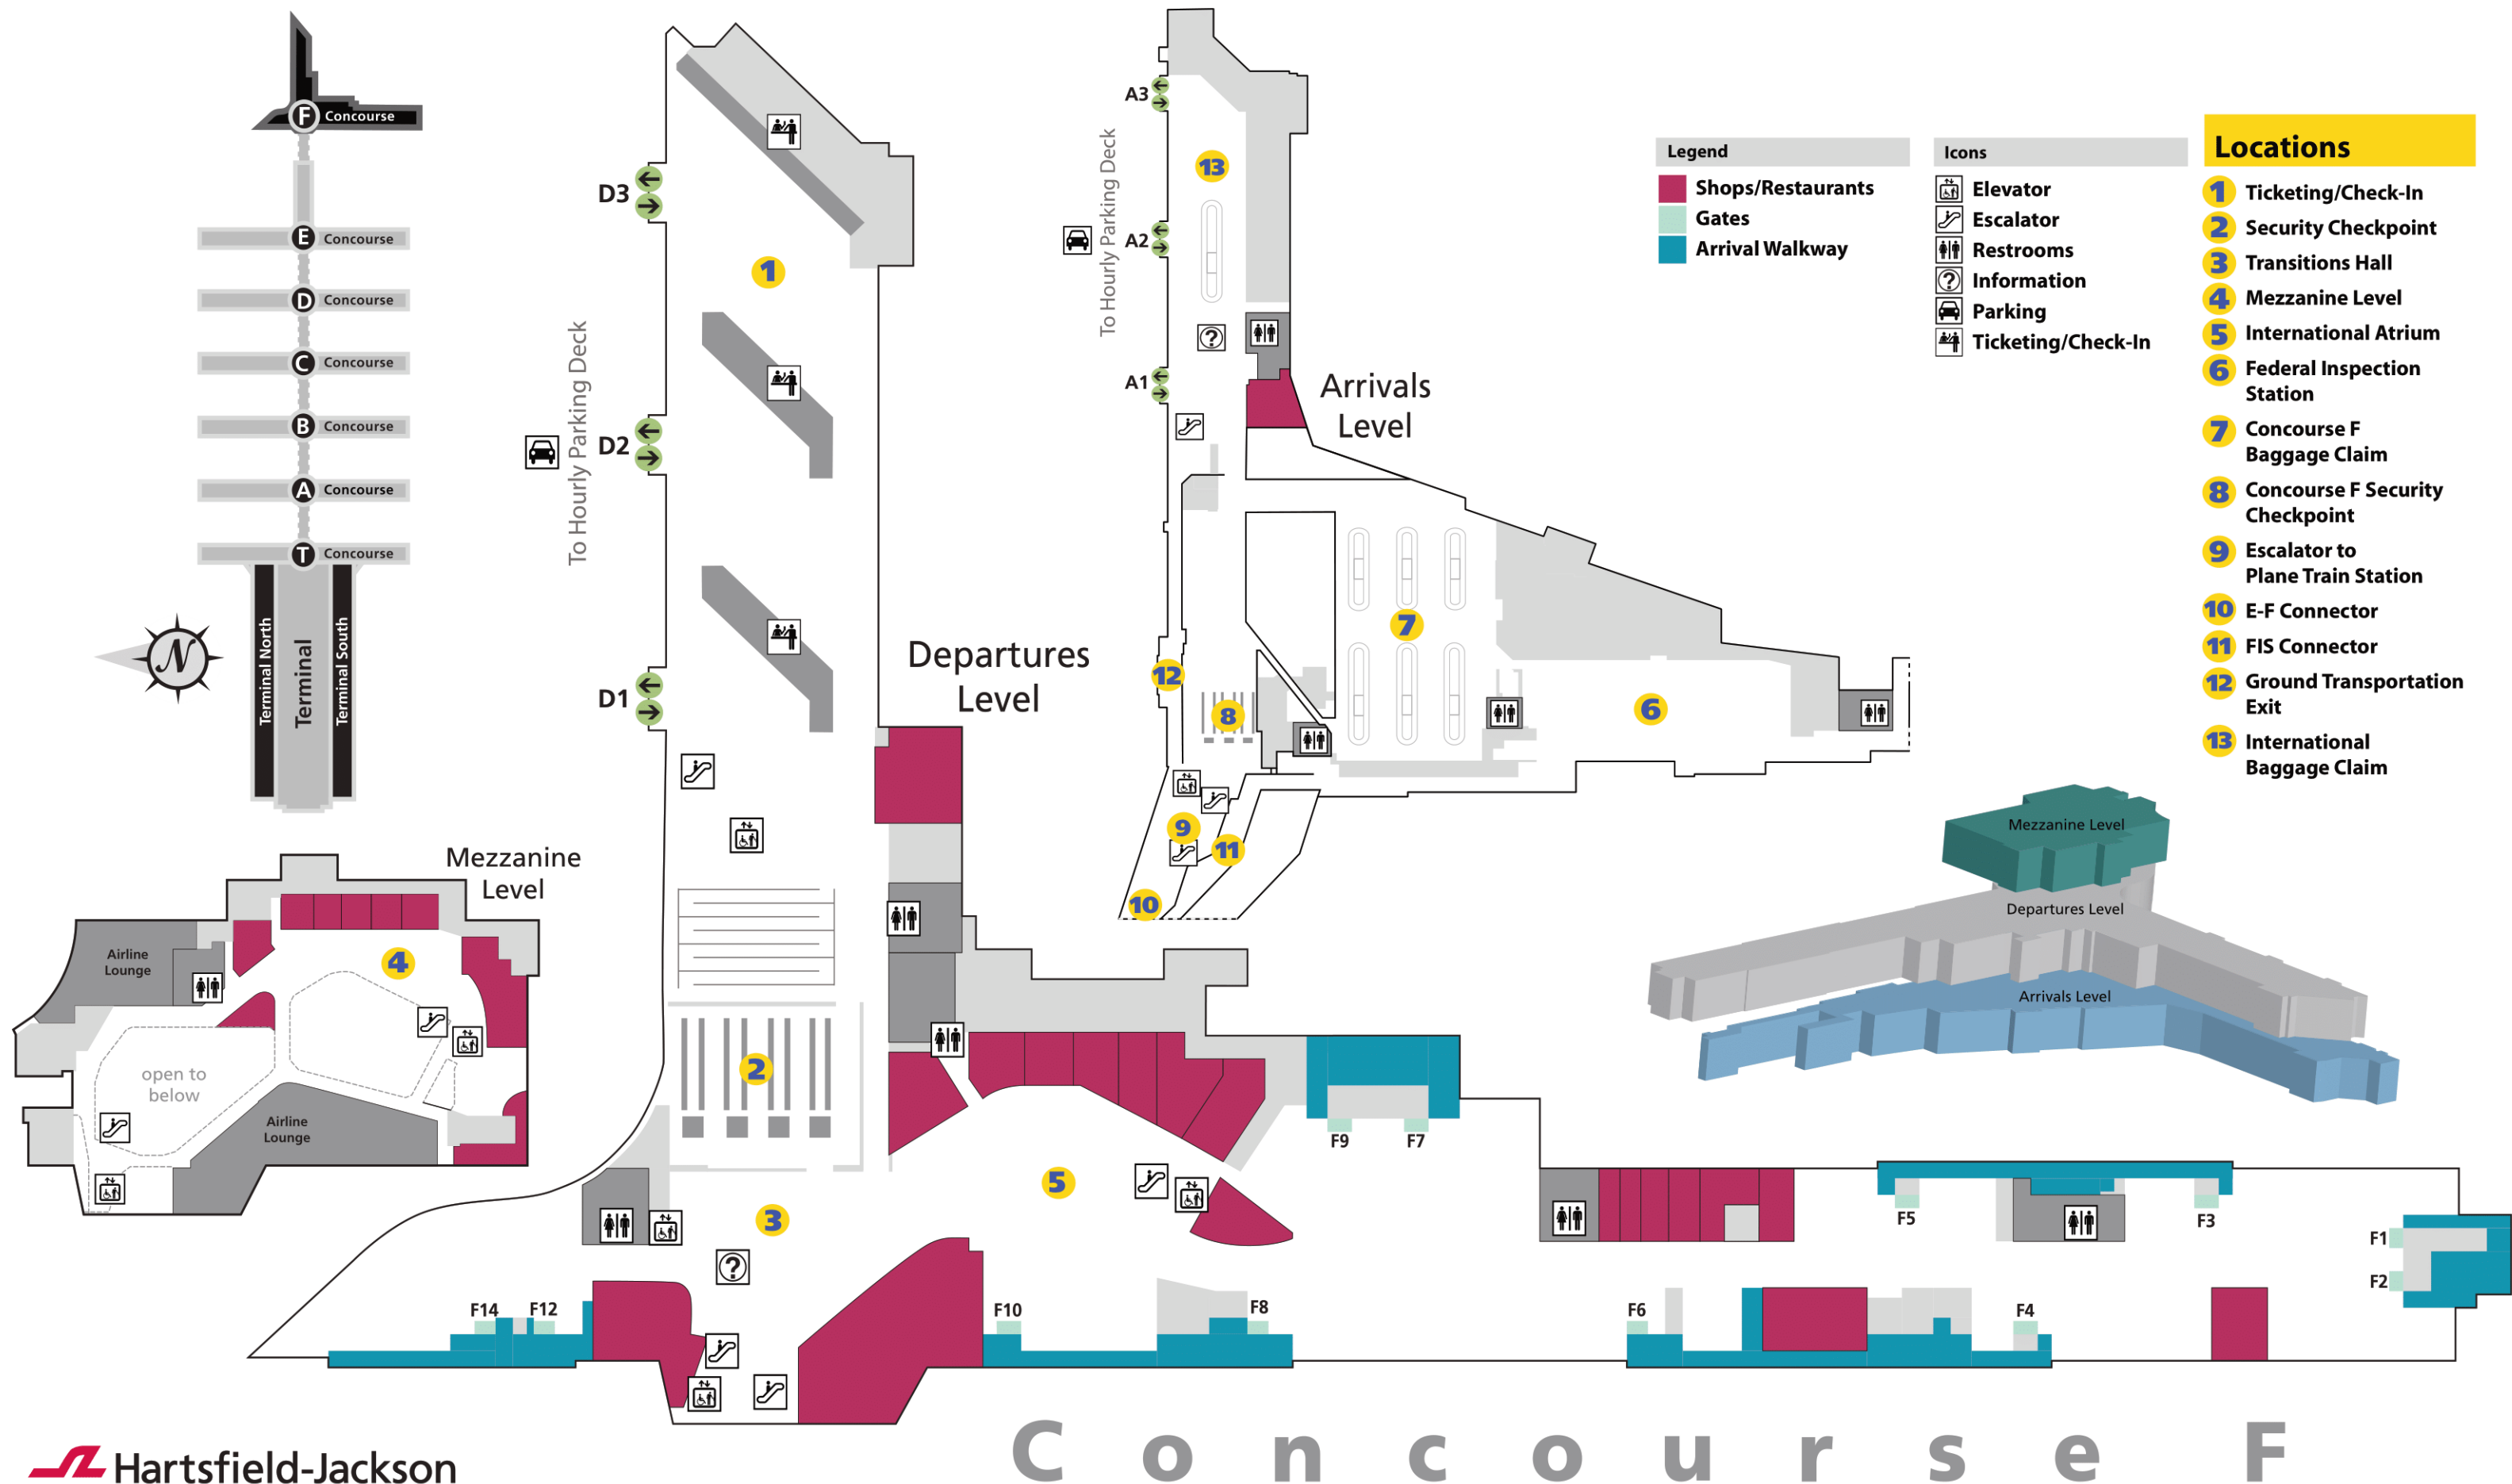 F Concourse
E Concourse
D Concourse
C Concourse
B Concourse
A Concourse
T Concourse
Terminal North
Terminal
Terminal South
N
D3
D2
D1
To Hourly Parking Deck
1
Departures
Level
2
3
5
F9
F7
F5
F3
F1
F2
F14
F12
F10
F8
F6
F4
Mezzanine
Level
Airline
Lounge
4
open to
below
Airline
Lounge
A3
A2
A1
To Hourly Parking Deck
13
?
Arrivals
Level
7
12
8
6
9
11
10
?
Legend
Shops/Restaurants
Gates
Arrival Walkway
Icons
Elevator
Escalator
Restrooms
? Information
Parking
Ticketing/Check-In
Locations
1 Ticketing/Check-In
2 Security Checkpoint
3 Transitions Hall
4 Mezzanine Level
5 International Atrium
6 Federal Inspection
Station
7 Concourse F
Baggage Claim
8 Concourse F Security
Checkpoint
9 Escalator to
Plane Train Station
10 E-F Connector
11 FIS Connector
12 Ground Transportation
Exit
13 International
Baggage Claim
Mezzanine Level
Departures Level
Arrivals Level
Hartsfield-Jackson
Concourse F